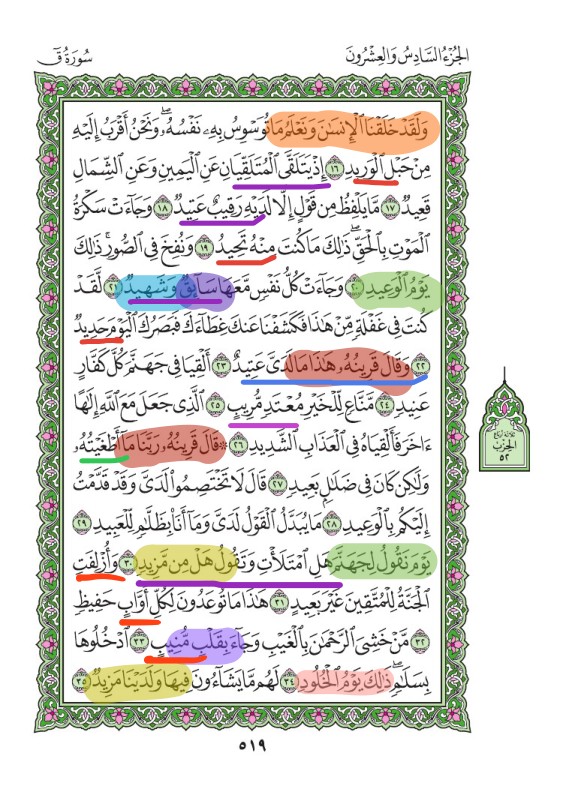 الجُزْءُ السَّادِسُ وَالعِشْرُونَ
سُورَةُ قٓ
وَلَقَدْ خَلَقْنَا ٱلْإِنسَٰنَ وَنَعْلَمُ مَا تُوَسْوِسُ بِهِۦ نَفْسُهُۥۖ وَنَحْنُ أَقْرَبُ إِلَيْهِ
مِنْ حَبْلِ ٱلْوَرِيدِ ١٦ إِذْ يَتَلَقَّى ٱلْمُتَلَقِّيَانِ عَنِ ٱلْيَمِينِ وَعَنِ ٱلشِّمَالِ
قَعِيدٌ ١٧ مَّا يَلْفِظُ مِن قَوْلٍ إِلَّا لَدَيْهِ رَقِيبٌ عَتِيدٌ ١٨ وَجَآءَتْ سَكْرَةُ
ٱلْمَوْتِ بِٱلْحَقِّۖ ذَٰلِكَ مَا كُنتَ مِنْهُ تَحِيدُ ١٩ وَنُفِخَ فِى ٱلصُّورِۚ ذَٰلِكَ
يَوْمُ ٱلْوَعِيدِ ٢٠ وَجَآءَتْ كُلُّ نَفْسٍ مَّعَهَا سَآئِقٌ وَشَهِيدٌ ٢١ لَّقَدْ
كُنتَ فِى غَفْلَةٍ مِّنْ هَٰذَا فَكَشَفْنَا عَنكَ غِطَآءَكَ فَبَصَرُكَ ٱلْيَوْمَ حَدِيدٌ
٢٢ وَقَالَ قَرِينُهُۥ هَٰذَا مَا لَدَىَّ عَتِيدٌ ٢٣ أَلْقِيَا فِى جَهَنَّمَ كُلَّ كَفَّارٍ
عَنِيدٍ ٢٤ مَّنَّاعٍ لِّلْخَيْرِ مُعْتَدٍ مُّرِيبٍ ٢٥ ٱلَّذِى جَعَلَ مَعَ ٱللَّهِ إِلَٰهًا
ءَاخَرَ فَأَلْقِيَاهُ فِى ٱلْعَذَابِ ٱلشَّدِيدِ ٢٦ ۞ قَالَ قَرِينُهُۥ رَبَّنَا مَآ أَطْغَيْتُهُۥ
وَلَٰكِن كَانَ فِى ضَلَٰلٍۭ بَعِيدٍ ٢٧ قَالَ لَا تَخْتَصِمُوا۟ لَدَىَّ وَقَدْ قَدَّمْتُ
إِلَيْكُم بِٱلْوَعِيدِ ٢٨ مَا يُبَدَّلُ ٱلْقَوْلُ لَدَىَّ وَمَآ أَنَا۠ بِظَلَّٰمٍ لِّلْعَبِيدِ ٢٩
يَوْمَ نَقُولُ لِجَهَنَّمَ هَلِ ٱمْتَلَأْتِ وَتَقُولُ هَلْ مِن مَّزِيدٍ ٣٠ وَأُزْلِفَتِ
ٱلْجَنَّةُ لِلْمُتَّقِينَ غَيْرَ بَعِيدٍ ٣١ هَٰذَا مَا تُوعَدُونَ لِكُلِّ أَوَّابٍ حَفِيظٍ
٣٢ مَّنْ خَشِىَ ٱلرَّحْمَٰنَ بِٱلْغَيْبِ وَجَآءَ بِقَلْبٍ مُّنِيبٍ ٣٣ ٱدْخُلُوهَا
بِسَلَٰمٍۖ ذَٰلِكَ يَوْمُ ٱلْخُلُودِ ٣٤ لَهُم مَّا يَشَآءُونَ فِيهَا وَلَدَيْنَا مَزِيدٌ ٣٥
ثلاثة أرباع
الحِزْب
٥٢
٥١٩